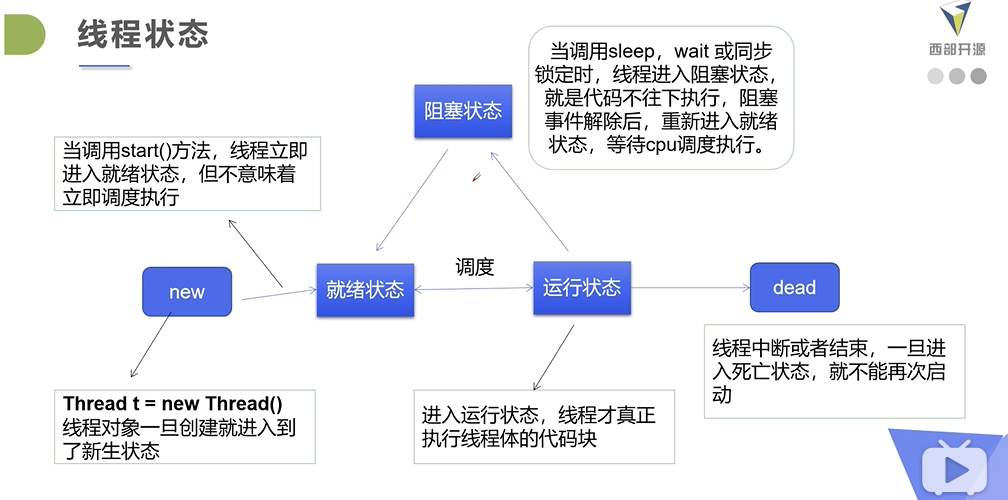 线程状态
西部开源
当调用sleep，wait 或同步
锁定时，线程进入阻塞状态，
就是代码不往下执行，阻塞
事件解除后，重新进入就绪
状态，等待cpu调度执行。
阻塞状态
当调用start()方法，线程立即
进入就绪状态，但不意味着
立即调度执行
new
就绪状态
调度
运行状态
dead
Thread t = new Thread()
线程对象一旦创建就进入到
了新生状态
进入运行状态，线程才真正
执行线程体的代码块
线程中断或者结束，一旦进
入死亡状态，就不能再次启
动